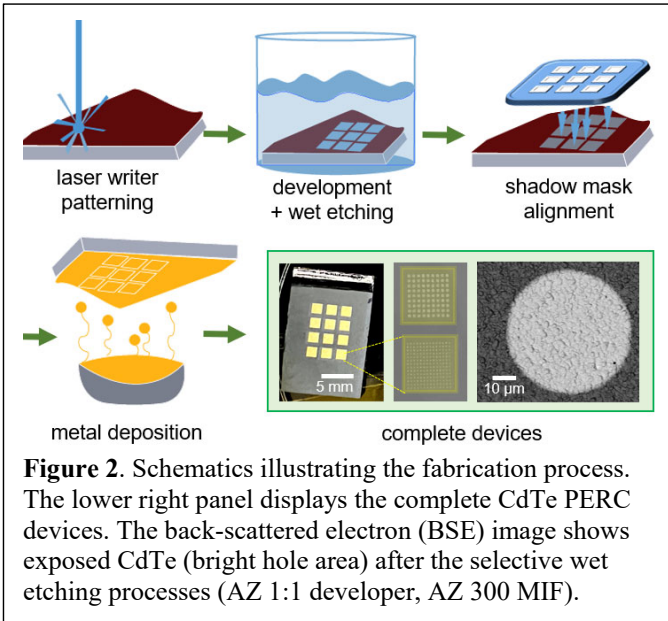 laser writer
patterning
development
+ wet etching
shadow mask
alignment
metal deposition
5 mm
10 µm
complete devices
Figure 2. Schematics illustrating the fabrication process.
The lower right panel displays the complete CdTe PERC
devices. The back-scattered electron (BSE) image shows
exposed CdTe (bright hole area) after the selective wet
etching processes (AZ 1:1 developer, AZ 300 MIF).